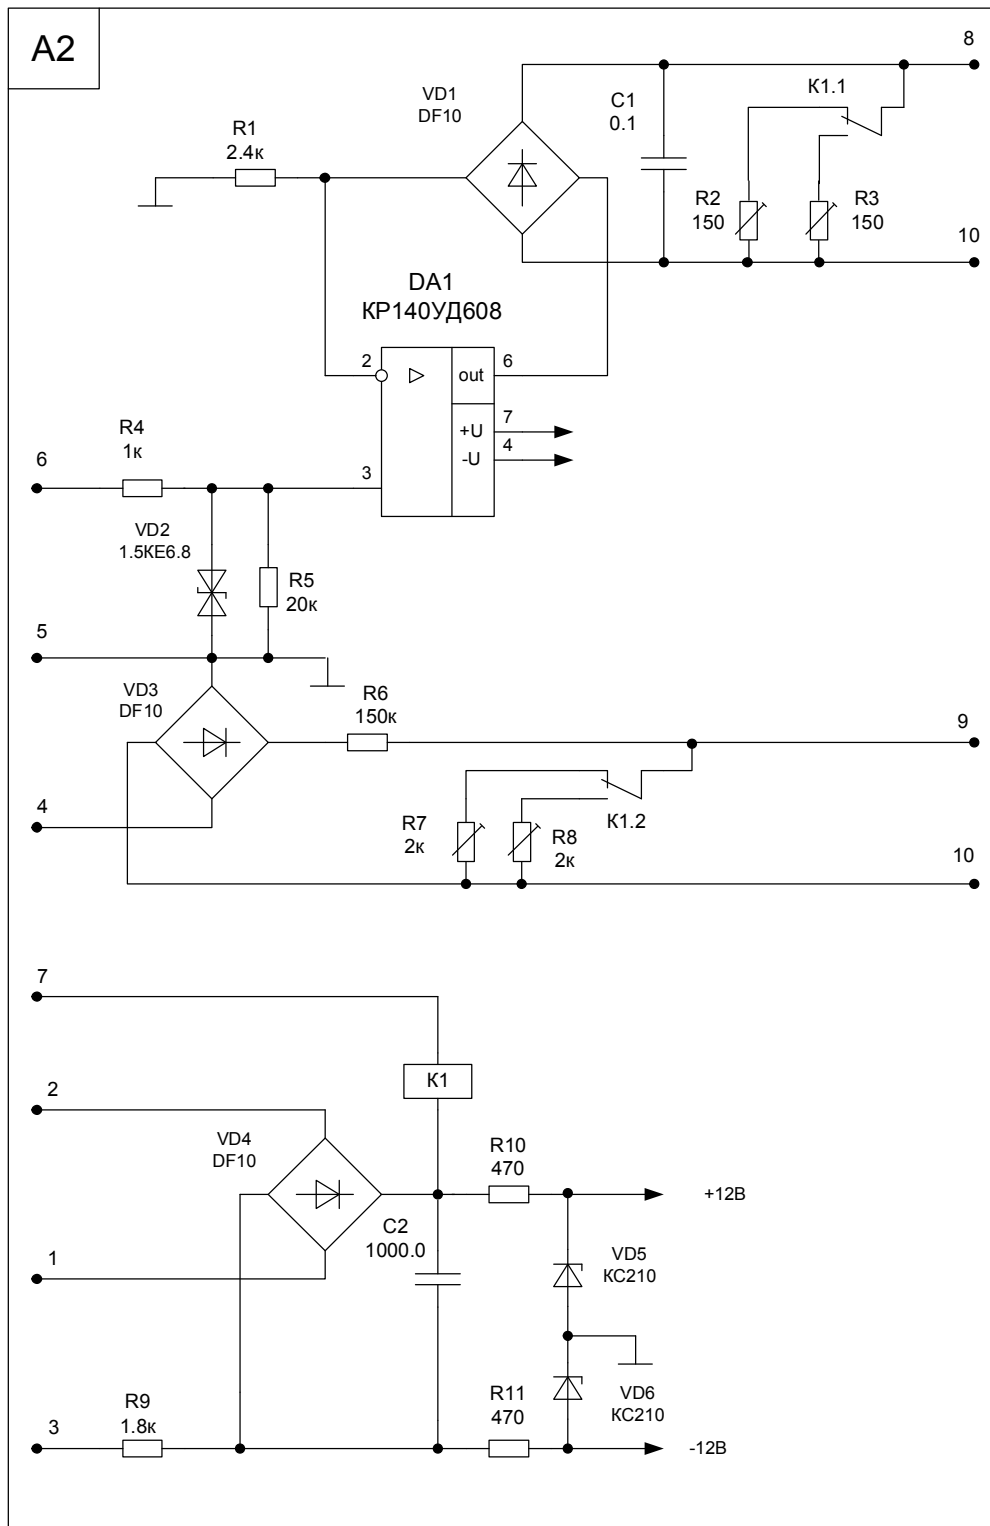 A2
8
K1.1
VD1
DF10
C1
0.1
R1
2.4к
R2
150
R3
150
10
DA1
КР140УД608
2
out
6
+U
7
-U
4
3
R4
1к
6
VD2
1.5KE6.8
R5
20к
5
VD3
DF10
R6
150к
9
4
R7
2к
R8
2к
K1.2
10
7
K1
2
VD4
DF10
R10
470
+12В
C2
1000.0
1
VD5
КС210
VD6
КС210
R9
1.8к
3
R11
470
-12В